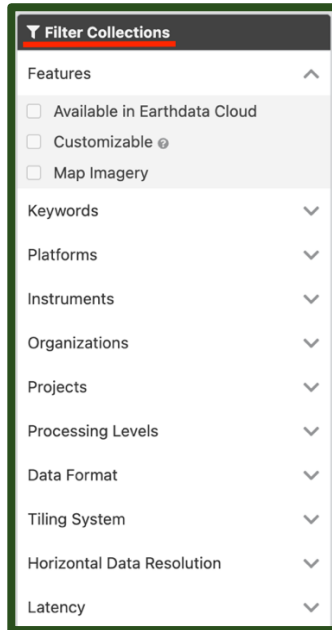 Filter Collections
Features
Available in Earthdata Cloud
Customizable ?
Map Imagery
Keywords
Platforms
Instruments
Organizations
Projects
Processing Levels
Data Format
Tiling System
Horizontal Data Resolution
Latency